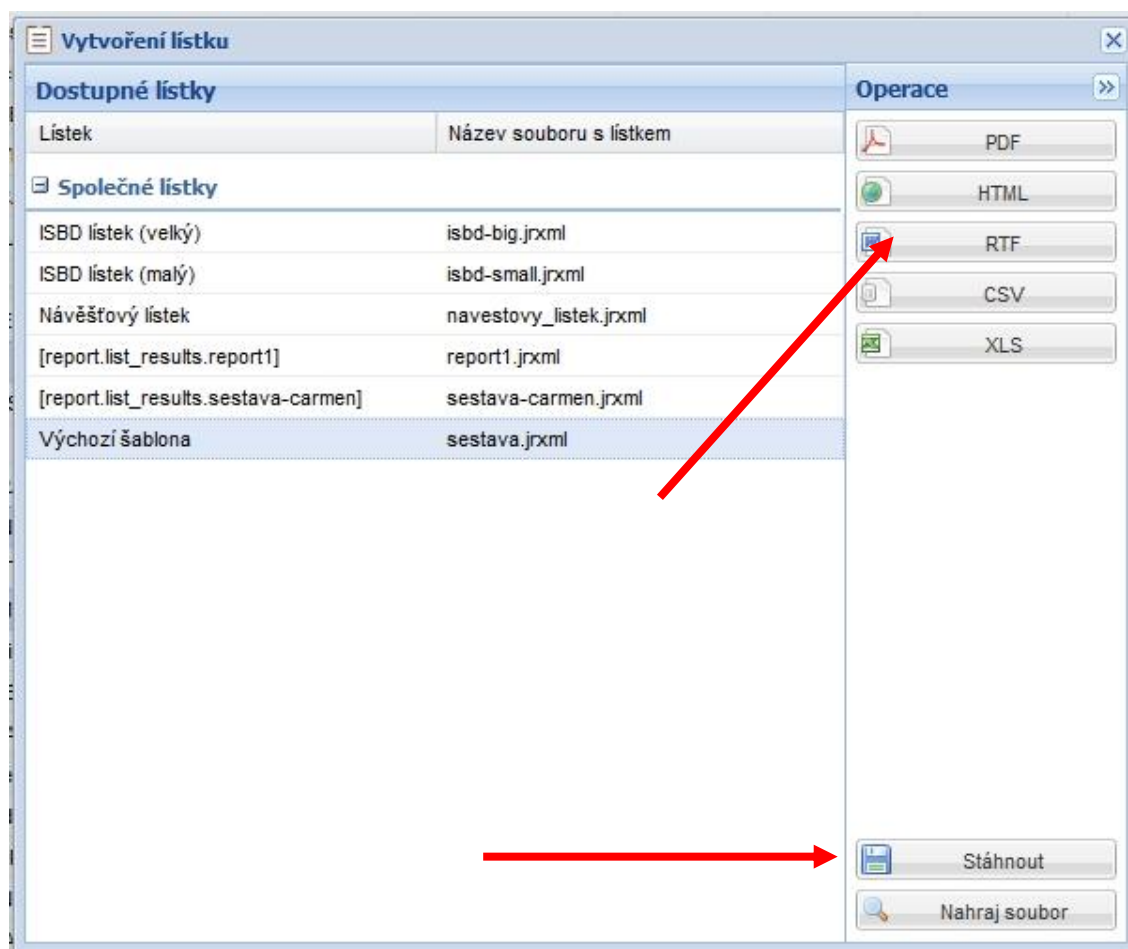 Vytvoření lístku
Dostupné lístky
Lístek Název souboru s lístkem
Společné lístky
ISBD lístek (velký) isbd-big.jrxml
ISBD lístek (malý) isbd-small.jrxml
Návěšťový lístek navestovy_listek.jrxml
[report.list_results.report1] report1.jrxml
[report.list_results.sestava-carmen] sestava-carmen.jrxml
Výchozí šablona sestava.jrxml
Operace
PDF
HTML
RTF
CSV
XLS
Stáhnout
Nahraj soubor